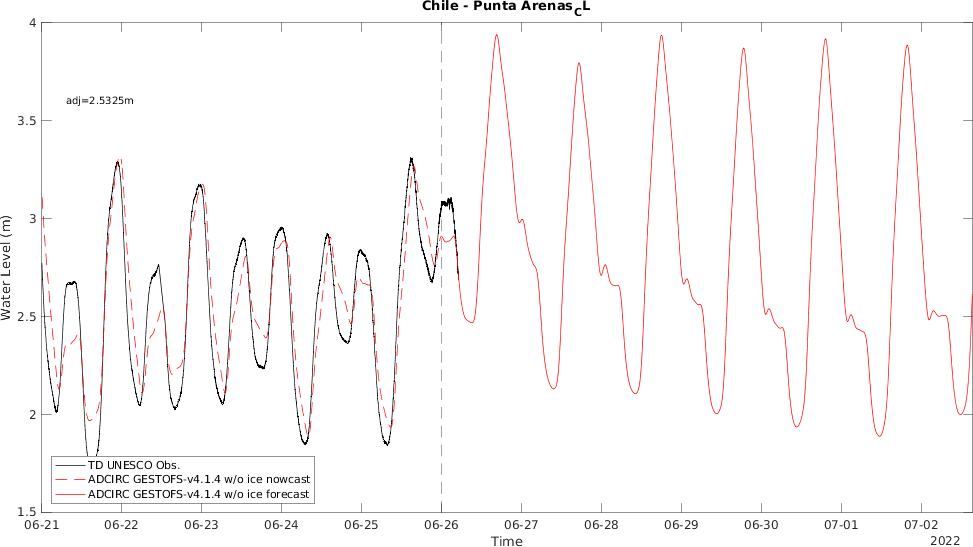 Chile - Punta Arenas_CL
adj=2.5325m
Water Level (m)
4
3.5
3
2.5
2
1.5
TD UNESCO Obs.
ADCIRC GESTOFS-v4.1.4 w/o ice nowcast
ADCIRC GESTOFS-v4.1.4 w/o ice forecast
06-21 06-22 06-23 06-24 06-25 06-26 06-27 06-28 06-29 06-30 07-01 07-02
Time
2022